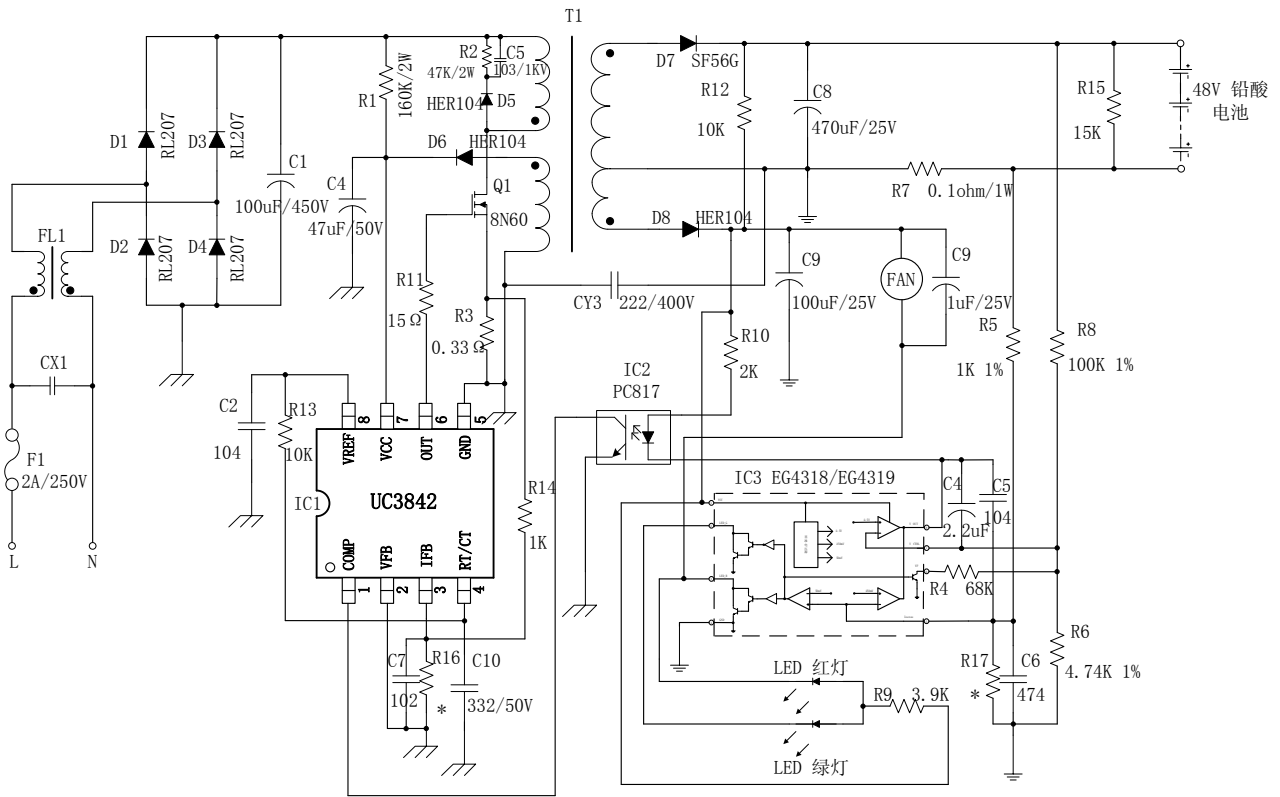 T1
D1
RL207
D3
RL207
D2
RL207
D4
RL207
C1
100uF/450V
R1
160K/2W
R2
47K/2W
C5
103/1KV
HER104
D5
D6
HER104
C4
47uF/50V
Q1
8N60
FL1
CX1
F1
2A/250V
L
N
R11
15Ω
R3
0.33Ω
CY3
222/400V
D7
SF56G
R12
10K
C8
470uF/25V
R15
15K
48V 铅酸
电池
R7
0.1ohm/1W
D8
HER104
C9
100uF/25V
FAN
C9
1uF/25V
R5
1K 1%
R8
100K 1%
R10
2K
IC2
PC817
C2
104
R13
10K
8
7
6
5
VREF
VCC
OUT
GND
IC1
UC3842
COMP
VFB
IFB
RT/CT
1
2
3
4
R14
1K
C7
102
R16
*
C10
332/50V
IC3 EG4318/EG4319
C4
2.2uF
C5
104
R4
68K
R6
4.74K 1%
R17
*
C6
474
LED 红灯
R9
3.9K
LED 绿灯